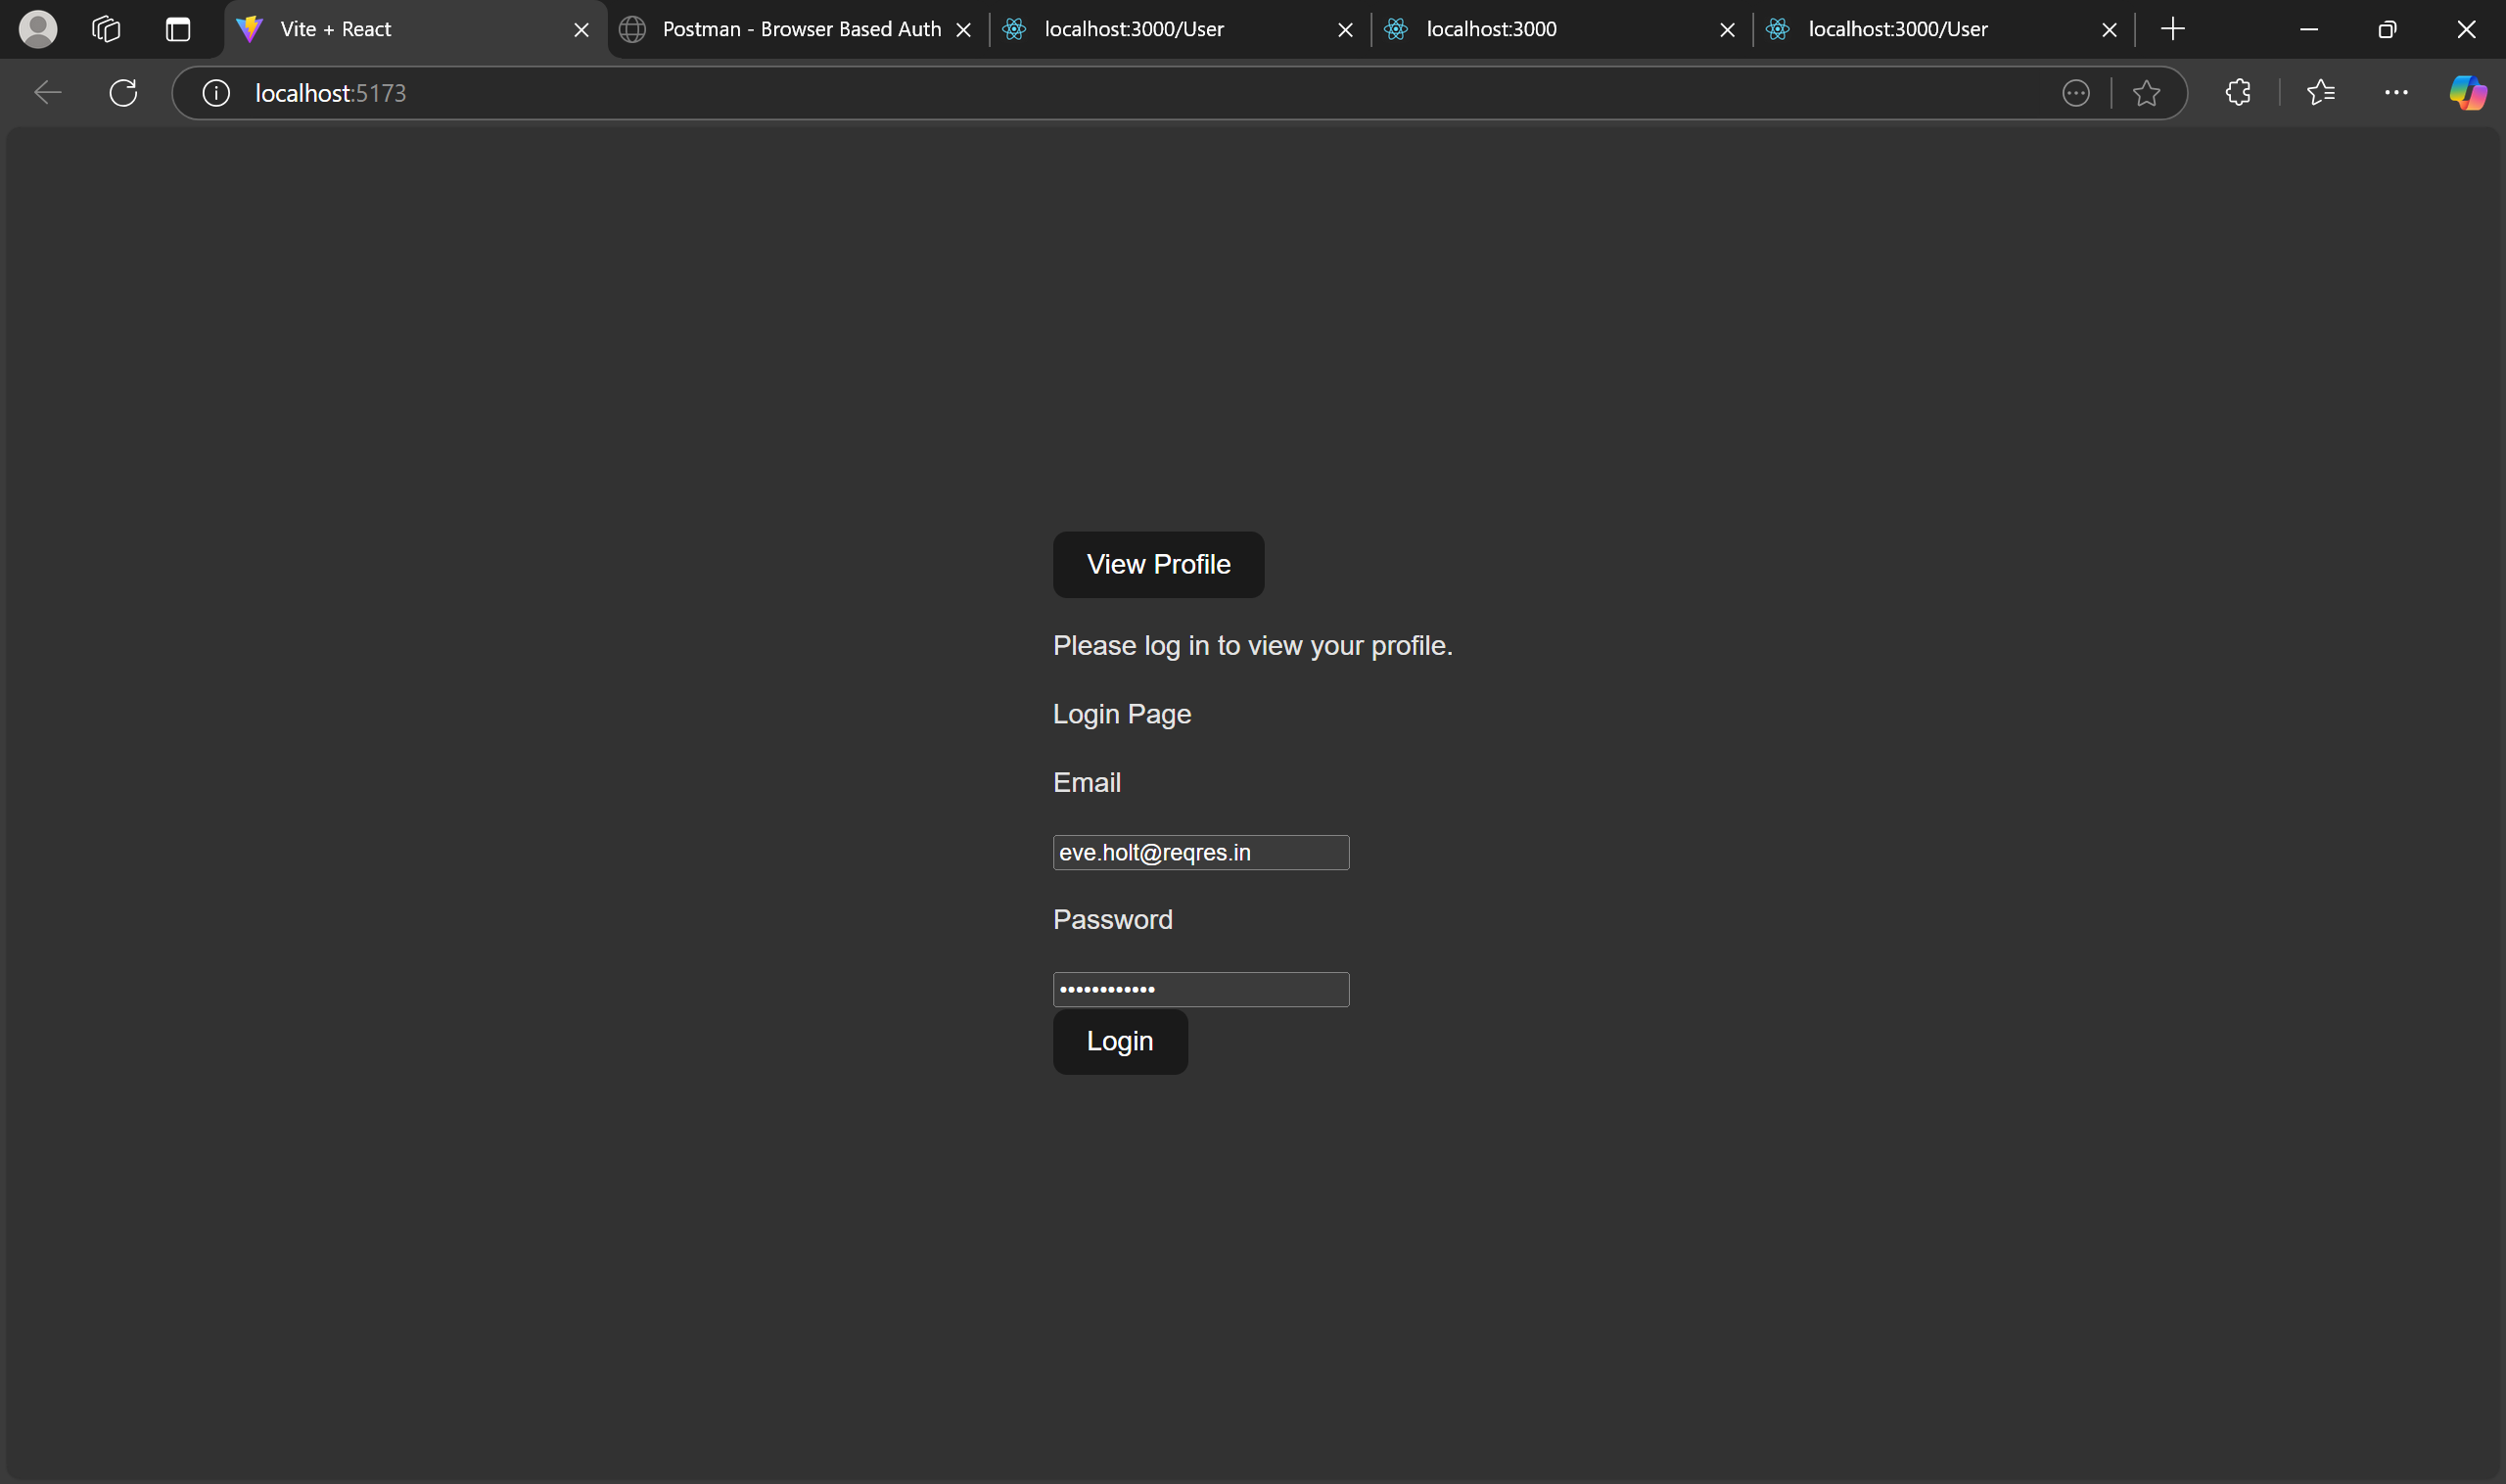 Vite + React
Postman - Browser Based Auth
localhost:3000/User
localhost:3000
localhost:3000/User
localhost:5173
View Profile
Please log in to view your profile.
Login Page
Email
eve.holt@reqres.in
Password
••••••••••••
Login